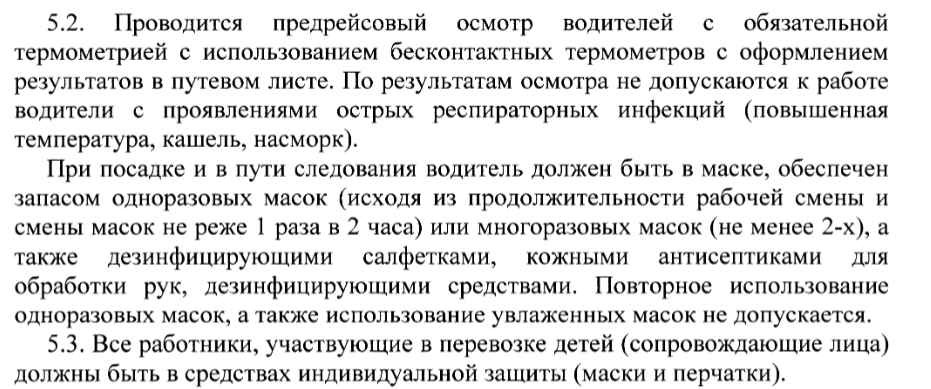 5.2. Проводится предрейсовый осмотр водителей с обязательной
термометрией с использованием бесконтактных термометров с оформлением
результатов в путевом листе. По результатам осмотра не допускаются к работе
водители с проявлениями острых респираторных инфекций (повышенная
температура, кашель, насморк).
При посадке и в пути следования водитель должен быть в маске, обеспечен
запасом одноразовых масок (исходя из продолжительности рабочей смены и
смены масок не реже 1 раза в 2 часа) или многоразовых масок (не менее 2-х), а
также дезинфицирующими салфетками, кожными антисептиками для
обработки рук, дезинфицирующими средствами. Повторное использование
одноразовых масок, а также использование увлаженных масок не допускается.
5.3. Все работники, участвующие в перевозке детей (сопровождающие лица)
должны быть в средствах индивидуальной защиты (маски и перчатки).